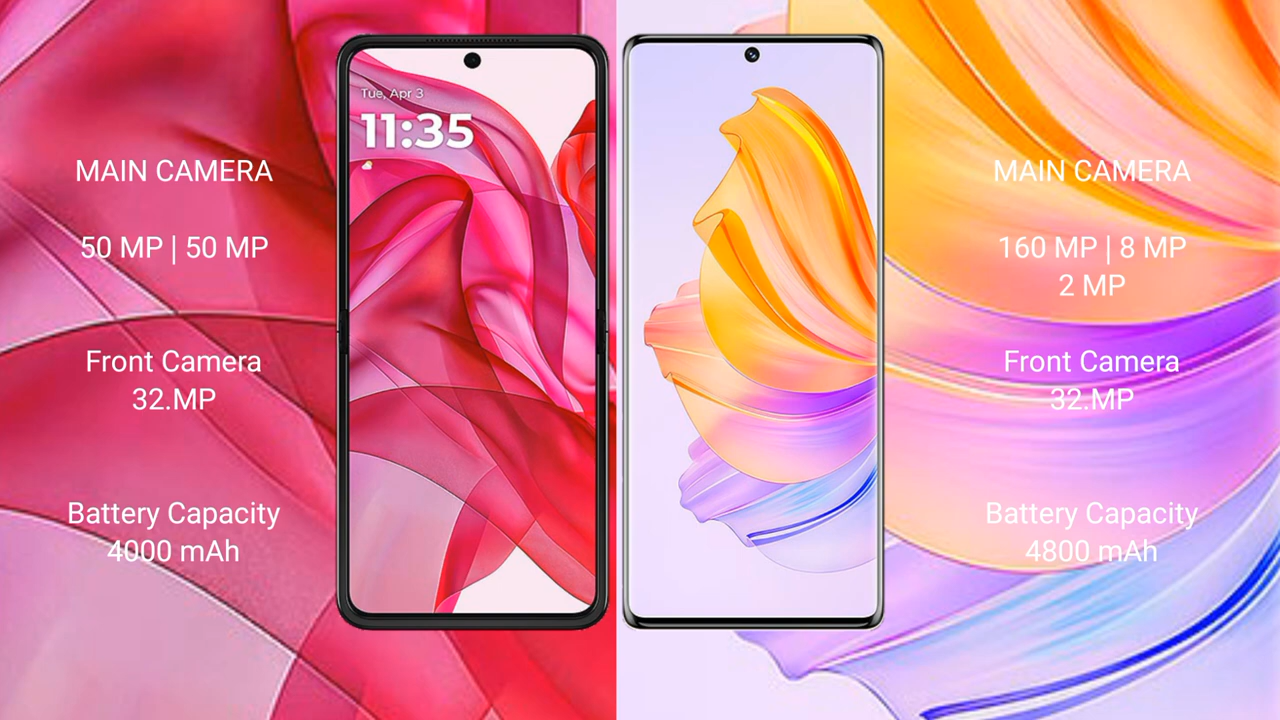 MAIN CAMERA
50 MP | 50 MP
Front Camera
32.MP
Battery Capacity
4000 mAh
Tue, Apr 3
11:35
MAIN CAMERA
160 MP | 8 MP
2 MP
Front Camera
32.MP
Battery Capacity
4800 mAh